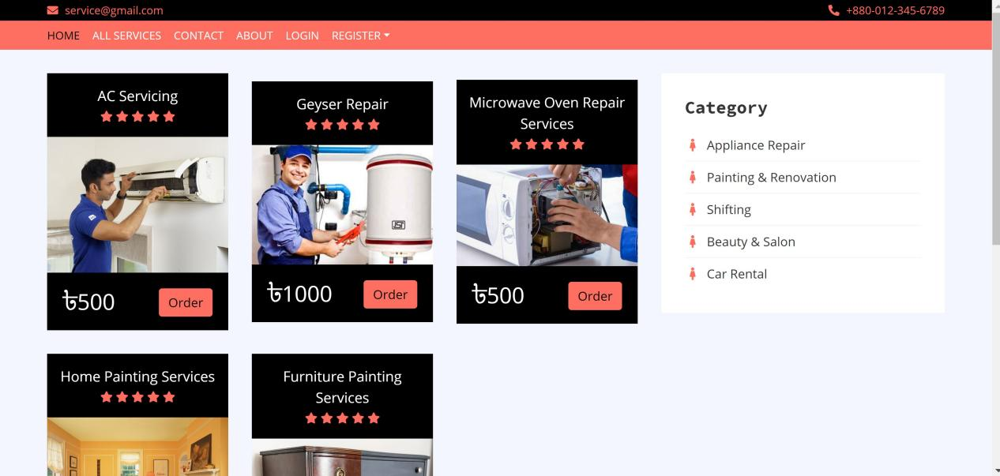 service@gmail.com
+880-012-345-6789
HOME ALL SERVICES CONTACT ABOUT LOGIN REGISTER
AC Servicing
৳500 Order
Geyser Repair
৳1000 Order
Microwave Oven Repair
Services
৳500 Order
Category
Appliance Repair
Painting & Renovation
Shifting
Beauty & Salon
Car Rental
Home Painting Services
Furniture Painting
Services